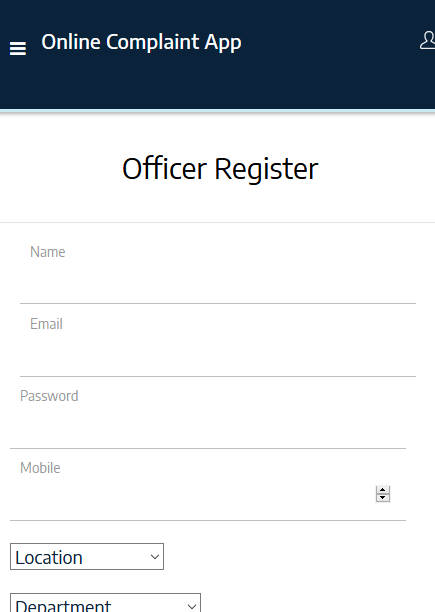 Online Complaint App
Officer Register
Name
Email
Password
Mobile
Location
Department